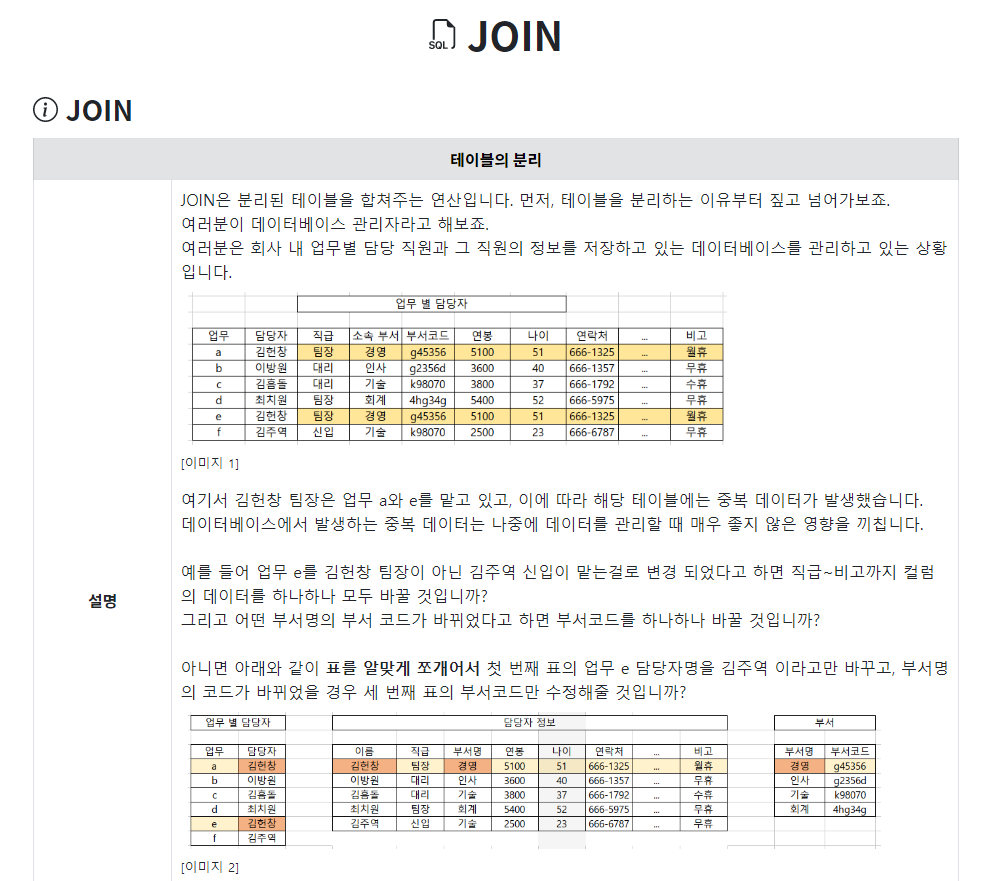 SQL JOIN
JOIN
테이블의 분리
설명
JOIN은 분리된 테이블을 합쳐주는 연산입니다. 먼저, 테이블을 분리하는 이유부터 짚고 넘어가보죠.
여러분이 데이터베이스 관리자라고 해보죠.
여러분은 회사 내 업무별 담당 직원과 그 직원의 정보를 저장하고 있는 데이터베이스를 관리하고 있는 상황
입니다.
업무 별 담당자
업무 담당자 직급 소속 부서 부서코드 연봉 나이 연락처 ... 비고
a 김헌창 팀장 경영 g45356 5100 51 666-1325 ... 월휴
b 이방원 대리 인사 g2356d 3600 40 666-1357 ... 무휴
c 김흠돌 대리 기술 k98070 3800 37 666-1792 ... 수휴
d 최치원 팀장 회계 4hg34g 5400 52 666-5975 ... 무휴
e 김헌창 팀장 경영 g45356 5100 51 666-1325 ... 월휴
f 김주역 신입 기술 k98070 2500 23 666-6787 ... 무휴
[이미지 1]
여기서 김헌창 팀장은 업무 a와 e를 맡고 있고, 이에 따라 해당 테이블에는 중복 데이터가 발생했습니다.
데이터베이스에서 발생하는 중복 데이터는 나중에 데이터를 관리할 때 매우 좋지 않은 영향을 끼칩니다.
예를 들어 업무 e를 김헌창 팀장이 아닌 김주역 신입이 맡는걸로 변경 되었다고 하면 직급~비고까지 컬럼
의 데이터를 하나하나 모두 바꿀 것입니까?
그리고 어떤 부서명의 부서 코드가 바뀌었다고 하면 부서코드를 하나하나 바꿀 것입니까?
아니면 아래와 같이 표를 알맞게 쪼개어서 첫 번째 표의 업무 e 담당자명을 김주역 이라고만 바꾸고, 부서명
의 코드가 바뀌었을 경우 세 번째 표의 부서코드만 수정해줄 것입니까?
업무 별 담당자 담당자 정보 부서
업무 담당자 이름 직급 부서명 연봉 나이 연락처 ... 비고 부서명 부서코드
a 김헌창 김헌창 팀장 경영 5100 51 666-1325 ... 월휴 경영 g45356
b 이방원 이방원 대리 인사 3600 40 666-1357 ... 무휴 인사 g2356d
c 김흠돌 김흠돌 대리 기술 3800 37 666-1792 ... 수휴 기술 k98070
d 최치원 최치원 팀장 회계 5400 52 666-5975 ... 무휴 회계 4hg34g
e 김헌창 김주역 신입 기술 2500 23 666-6787 ... 무휴
f 김주역
[이미지 2]